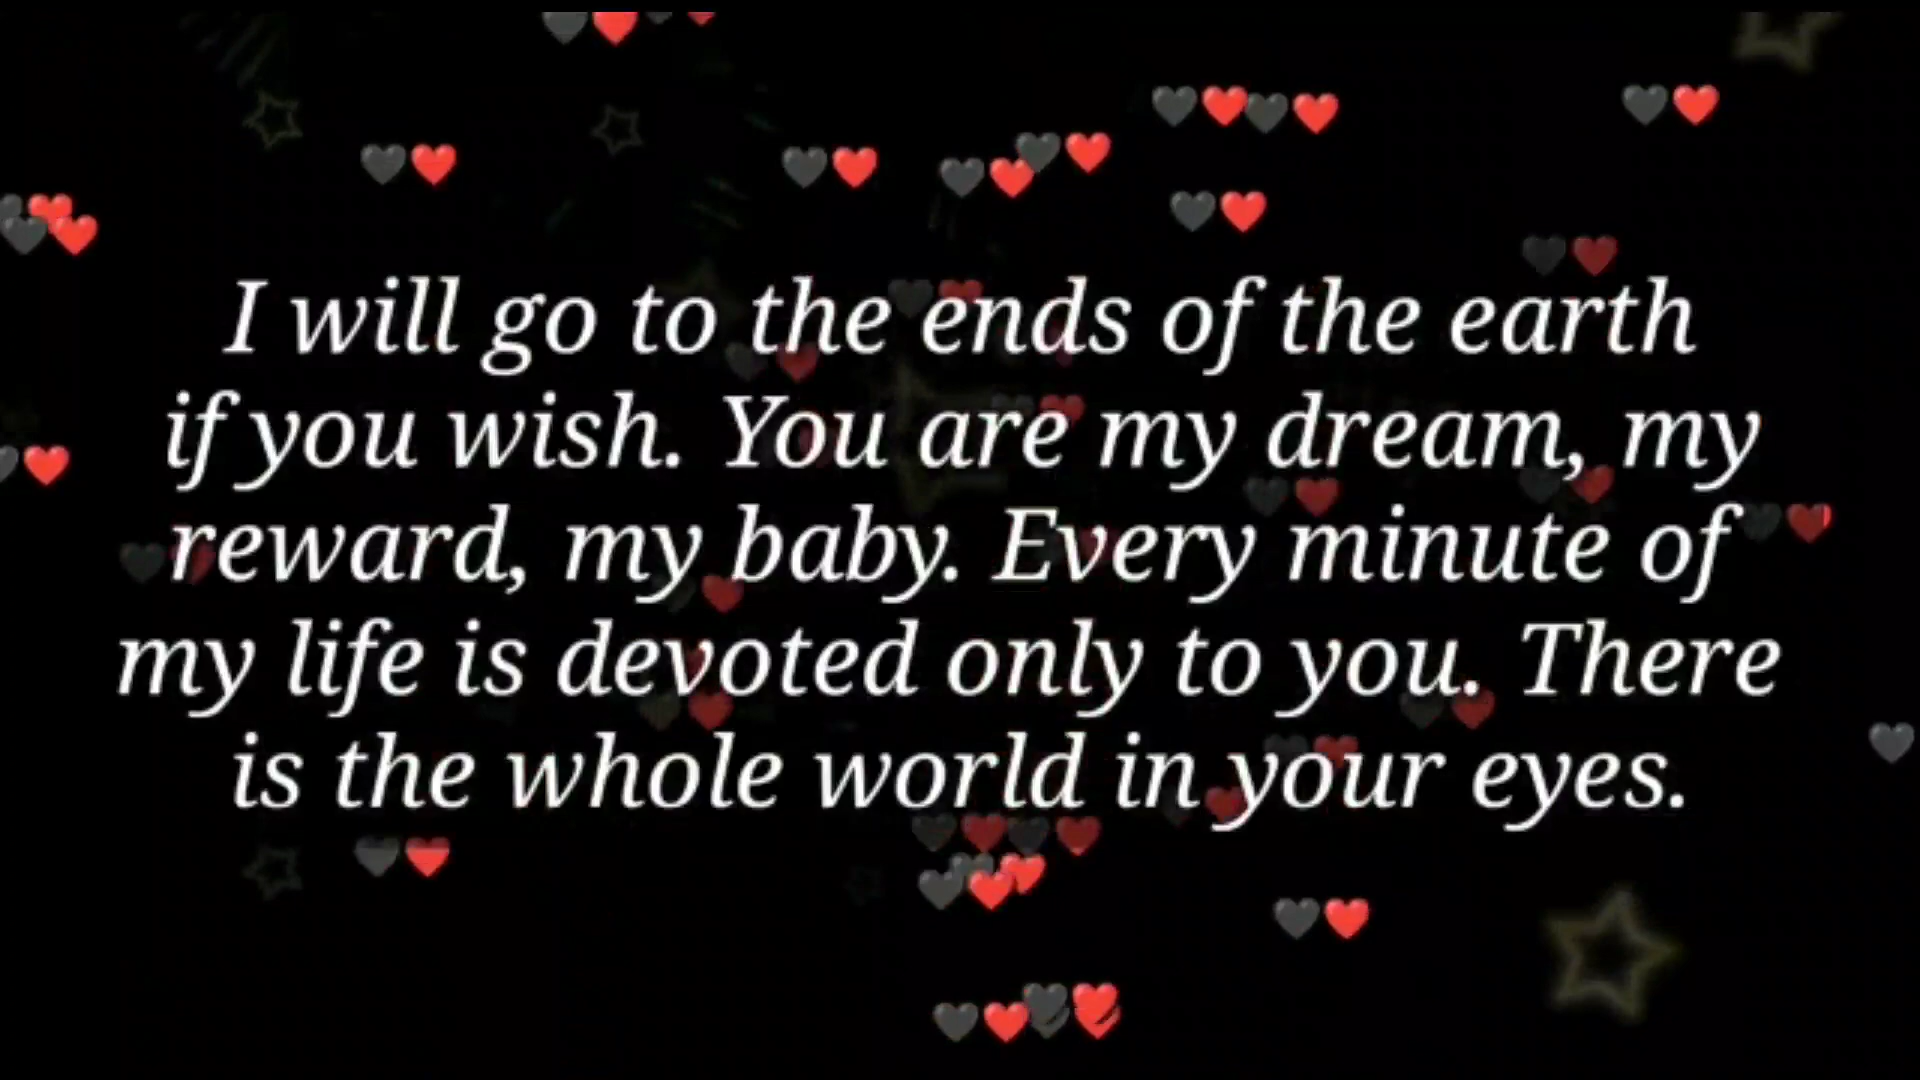 I will go to the ends of the earth
if you wish. You are my dream, my
reward, my baby. Every minute of
my life is devoted only to you. There
is the whole world in your eyes.